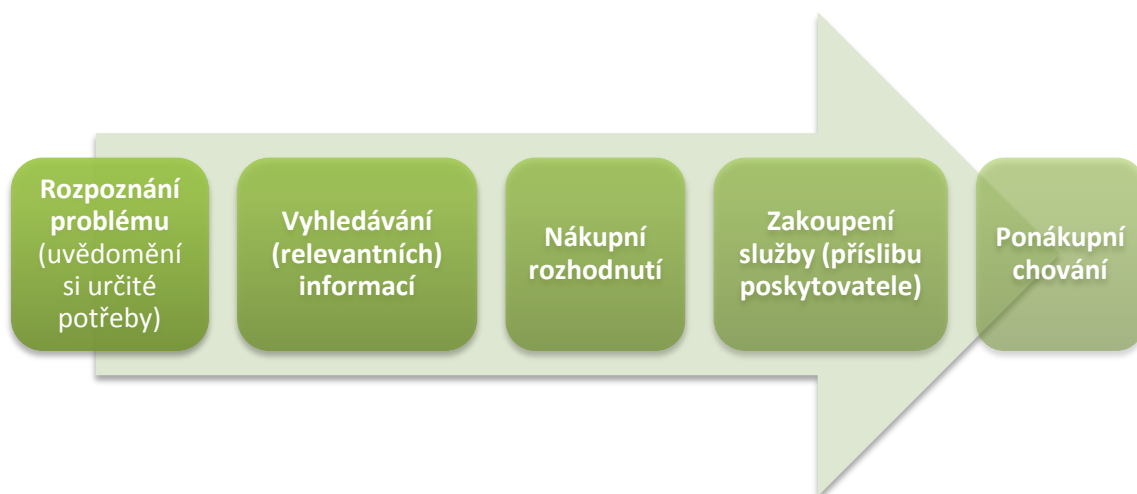 Rozpoznání
problému
(uvědomění
si určité
potřeby)
Vyhledávání
(relevantních)
informací
Nákupní
rozhodnutí
Zakoupení
služby (příslibu
poskytovatele)
Ponákupní
chování